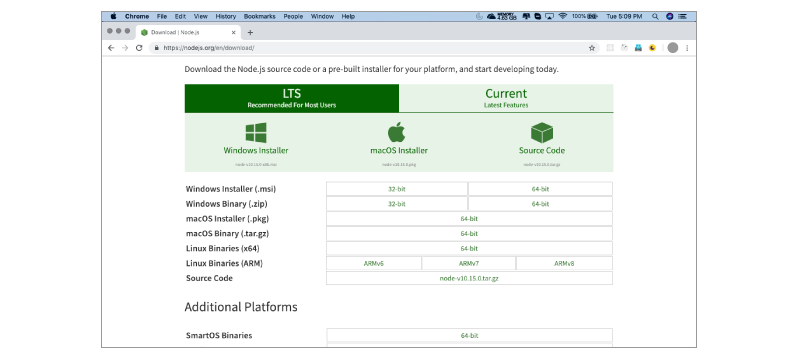 Chrome File Edit View History Bookmarks People Window Help 100% Tue 5:09 PM
Download | Node.js
https://nodejs.org/en/download/
Download the Node.js source code or a pre-built installer for your platform, and start developing today.
LTS Current
Recommended For Most Users Latest Features
Windows Installer macOS Installer Source Code
Windows Installer (.msi) 32-bit 64-bit
Windows Binary (.zip) 32-bit 64-bit
macOS Installer (.pkg) 64-bit
macOS Binary (.tar.gz) 64-bit
Linux Binaries (x64) 64-bit
Linux Binaries (ARM) ARMv6 ARMv7 ARMv8
Source Code node-v10.15.0.tar.gz
Additional Platforms
SmartOS Binaries 64-bit